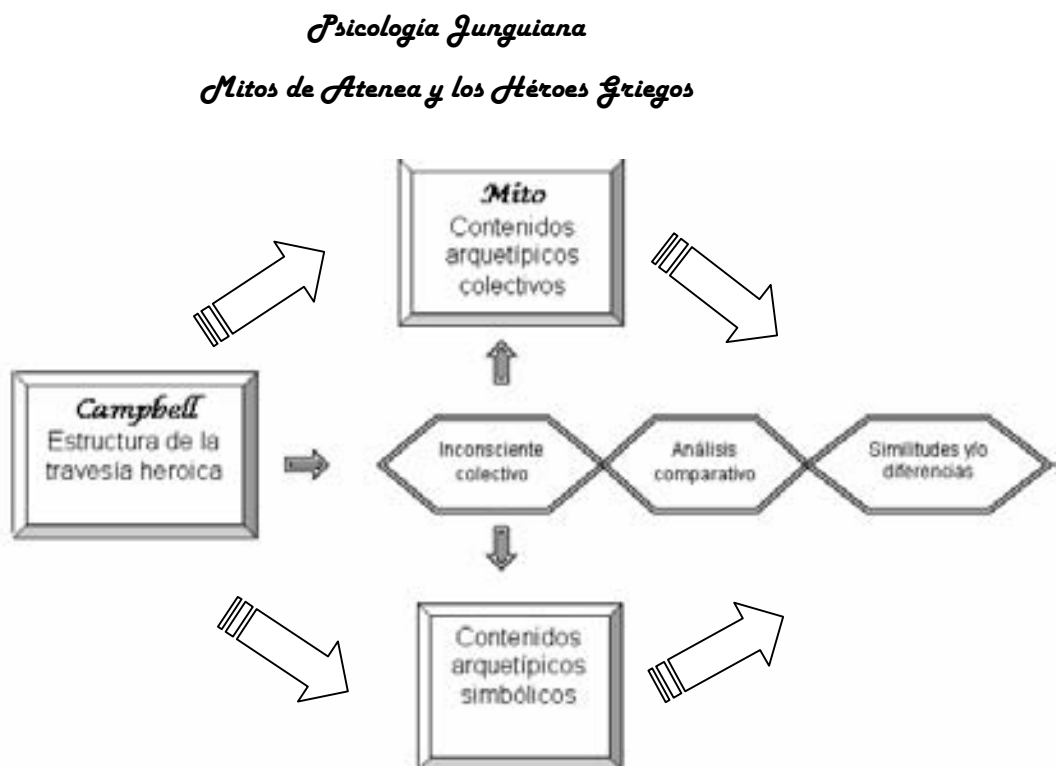 Psicología Junguiana
Mitos de Atenea y los Héroes Griegos
Mito
Contenidos
arquetípicos
colectivos
Campbell
Estructura de la
travesía heroica
Inconsciente
colectivo
Análisis
comparativo
Similitudes y/o
diferencias
Contenidos
arquetípicos
simbólicos